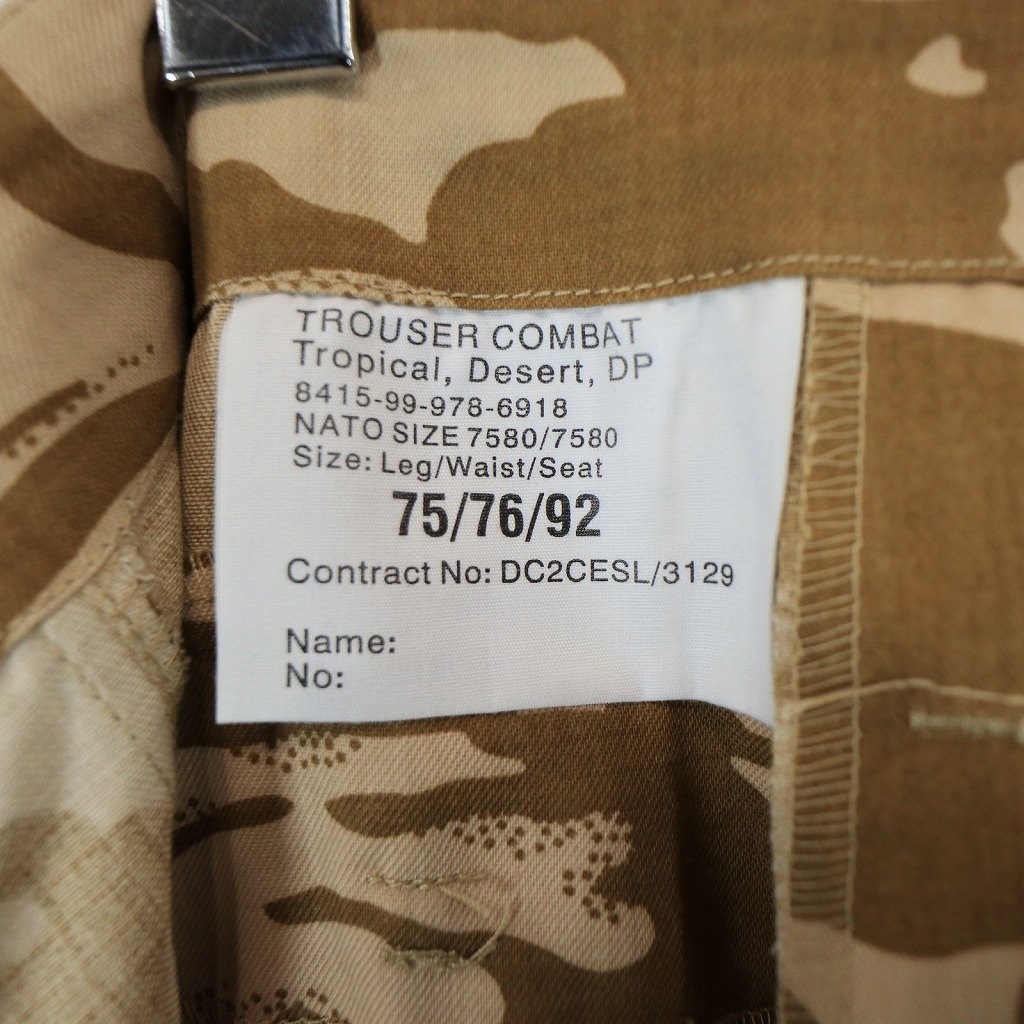 TROUSER COMBAT
Tropical, Desert, DP
8415-99-978-6918
NATO SIZE 7580/7580
Size: Leg/Waist/Seat
75/76/92
Contract No: DC2CESL/3129
Name:
No: